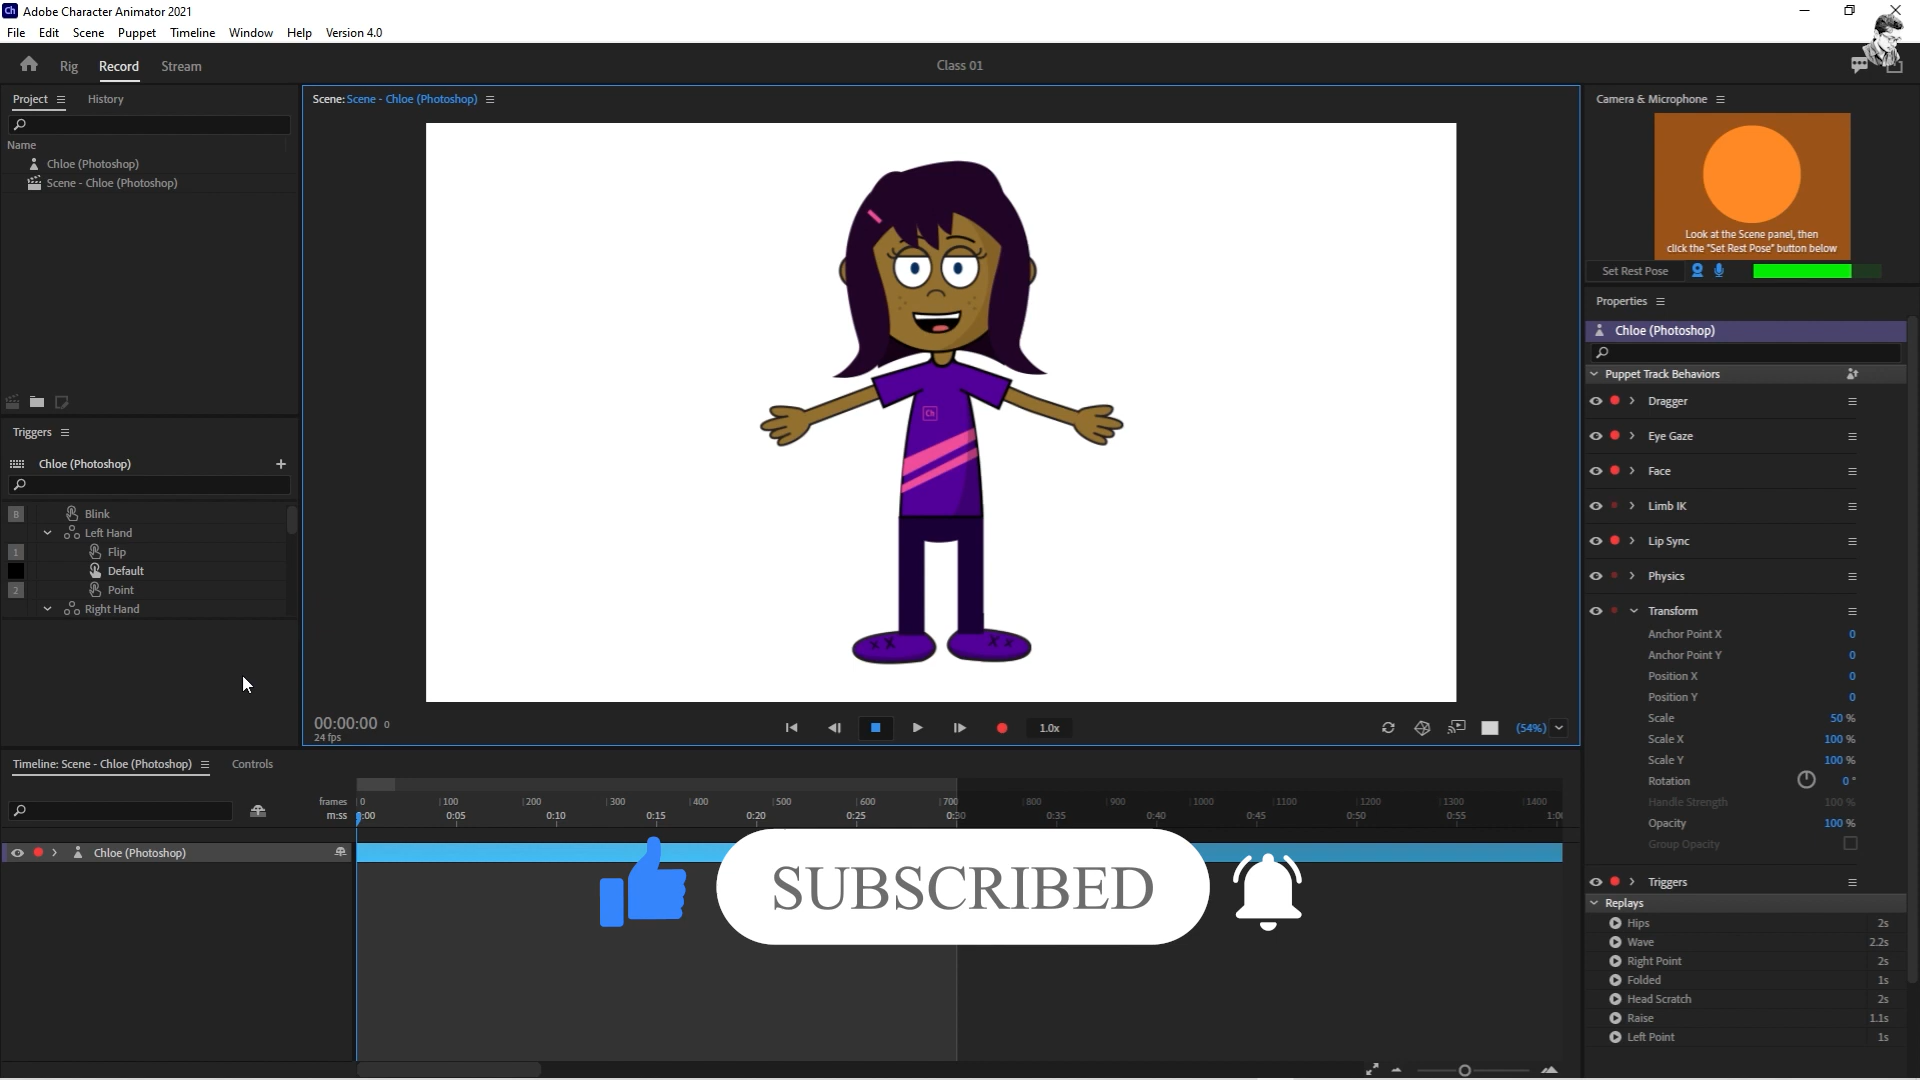 Ch Adobe Character Animator 2021
File Edit Scene Puppet Timeline Window Help Version 4.0
Rig Record Stream Class 01
Project History
Name
Chloe (Photoshop)
Scene - Chloe (Photoshop)
Triggers
Chloe (Photoshop) +
B Blink
Left Hand
1 Flip
Default
2 Point
Right Hand
Scene: Scene - Chloe (Photoshop)
Ch
00:00:00 0
24 fps
1.0x
(54%)
Camera & Microphone
Look at the Scene panel, then
click the "Set Rest Pose" button below
Set Rest Pose
Properties
Chloe (Photoshop)
Puppet Track Behaviors
Dragger
Eye Gaze
Face
Limb IK
Lip Sync
Physics
Transform
Anchor Point X 0
Anchor Point Y 0
Position X 0
Position Y 0
Scale 50 %
Scale X 100 %
Scale Y 100 %
Rotation 0 °
Handle Strength 100 %
Opacity 100 %
Group Opacity
Triggers
Replays
Hips 2s
Wave 2.2s
Right Point 2s
Folded 1s
Head Scratch 2s
Raise 1.1s
Left Point 1s
Timeline: Scene - Chloe (Photoshop) Controls
frames 0 100 200 300 400 500 600 700 800 900 1000 1100 1200 1300 1400
m:ss 0:00 0:05 0:10 0:15 0:20 0:25 0:30 0:35 0:40 0:45 0:50 0:55
Chloe (Photoshop)
SUBSCRIBED